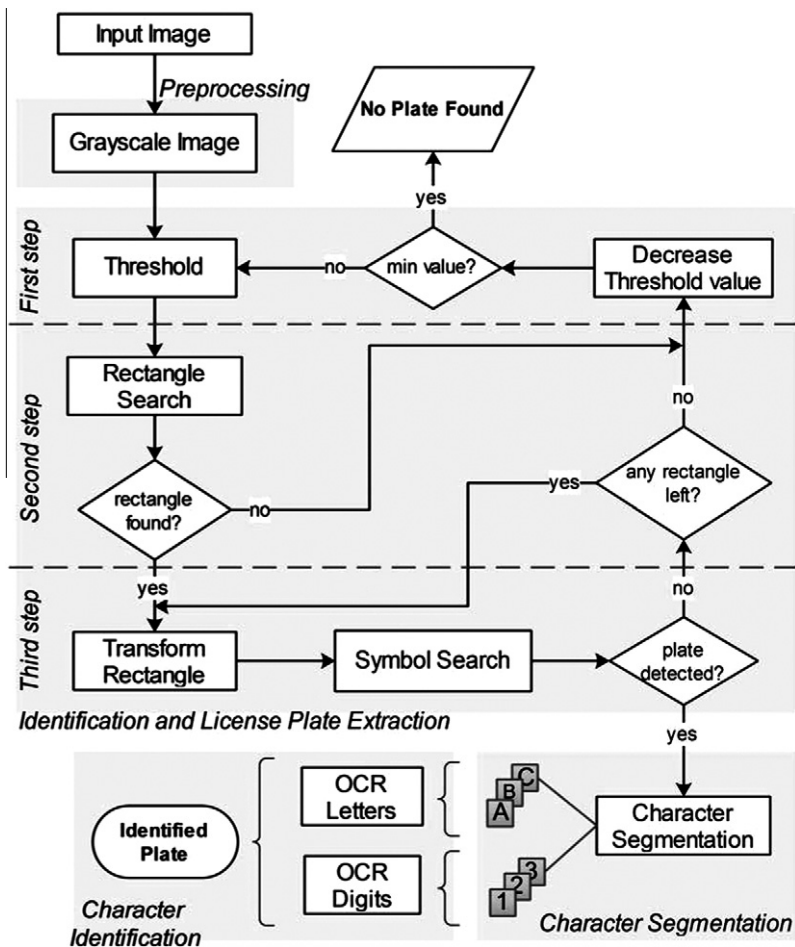 Input Image
Preprocessing
Grayscale Image
No Plate Found
yes
First step
Threshold
no
min value?
Decrease
Threshold value
Second step
Rectangle
Search
no
rectangle
found?
no
yes
any rectangle
left?
yes
no
Third step
Transform
Rectangle
Symbol Search
plate
detected?
Identification and License Plate Extraction
yes
Identified
Plate
OCR
Letters
C
B
A
Character
Segmentation
OCR
Digits
3
2
1
Character
Identification
Character Segmentation